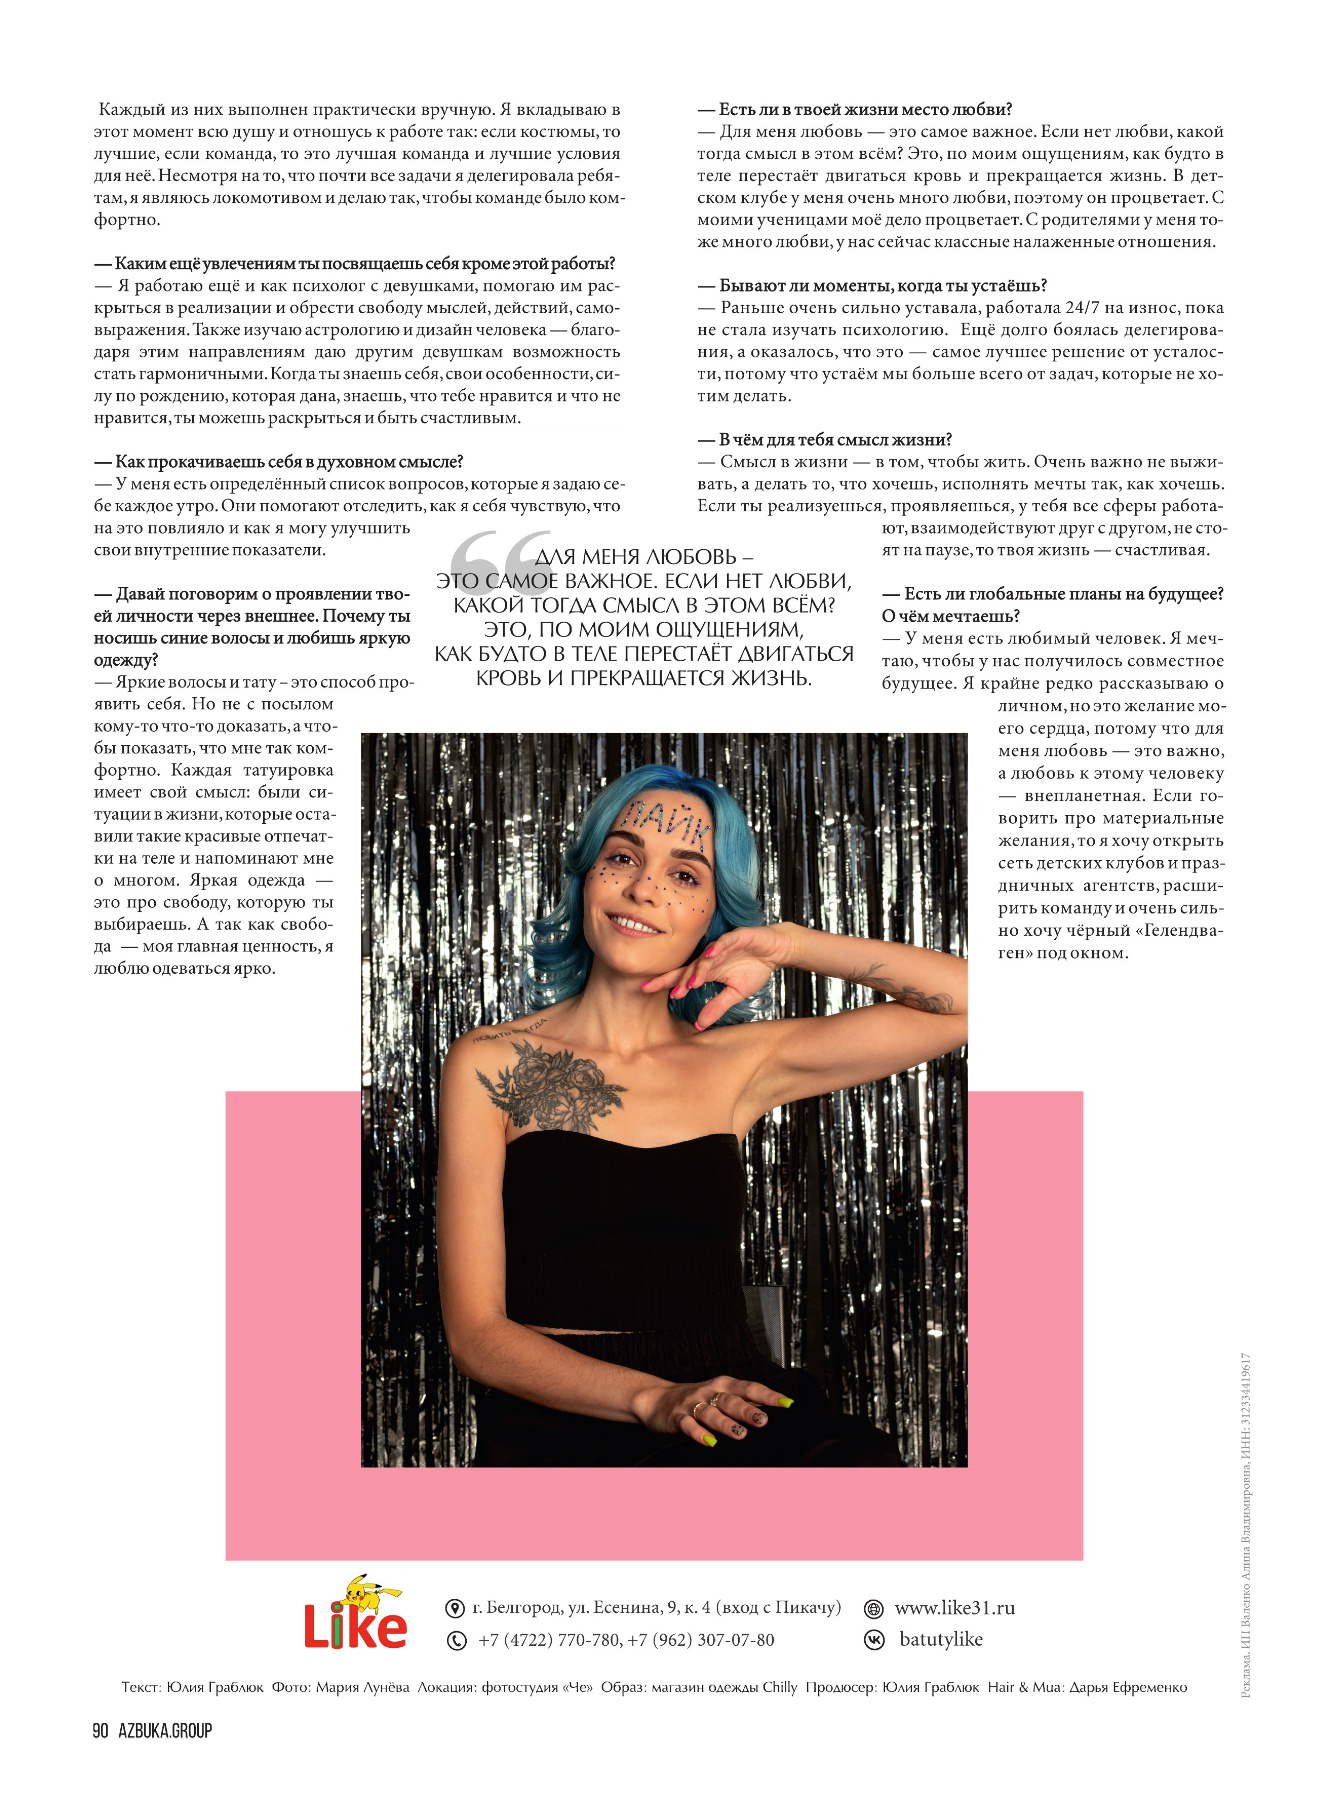 Каждый из них выполнен практически вручную. Я вкладываю в
этот момент всю душу и отношусь к работе так: если костюмы, то
лучшие, если команда, то это лучшая команда и лучшие условия
для неё. Несмотря на то, что почти все задачи я делегировала ребя-
там, я являюсь локомотивом и делаю так, чтобы команде было ком-
фортно.
— Каким ещё увлечениям ты посвящаешь себя кроме этой работы?
— Я работаю ещё и как психолог с девушками, помогаю им рас-
крыться в реализации и обрести свободу мыслей, действий, само-
выражения. Также изучаю астрологию и дизайн человека — благо-
даря этим направлениям даю другим девушкам возможность
стать гармоничными. Когда ты знаешь себя, свои особенности, си-
лу по рождению, которая дана, знаешь, что тебе нравится и что не
нравится, ты можешь раскрыться и быть счастливым.
— Как прокачиваешь себя в духовном смысле?
— У меня есть определённый список вопросов, которые я задаю се-
бе каждое утро. Они помогают отследить, как я себя чувствую, что
на это повлияло и как я могу улучшить
свои внутренние показатели.
— Давай поговорим о проявлении тво-
ей личности через внешнее. Почему ты
носишь синие волосы и любишь яркую
одежду?
— Яркие волосы и тату – это способ про-
явить себя. Но не с посылом
кому-то что-то доказать, а что-
бы показать, что мне так ком-
фортно. Каждая татуировка
имеет свой смысл: были си-
туации в жизни, которые оста-
вили такие красивые отпечат-
ки на теле и напоминают мне
о многом. Яркая одежда —
это про свободу, которую ты
выбираешь. А так как свобо-
да — моя главная ценность, я
люблю одеваться ярко.
“
ДЛЯ МЕНЯ ЛЮБОВЬ –
ЭТО САМОЕ ВАЖНОЕ. ЕСЛИ НЕТ ЛЮБВИ,
КАКОЙ ТОГДА СМЫСЛ В ЭТОМ ВСЁМ?
ЭТО, ПО МОИМ ОЩУЩЕНИЯМ,
КАК БУДТО В ТЕЛЕ ПЕРЕСТАЁТ ДВИГАТЬСЯ
КРОВЬ И ПРЕКРАЩАЕТСЯ ЖИЗНЬ.
— Есть ли в твоей жизни место любви?
— Для меня любовь — это самое важное. Если нет любви, какой
тогда смысл в этом всём? Это, по моим ощущениям, как будто в
теле перестаёт двигаться кровь и прекращается жизнь. В дет-
ском клубе у меня очень много любви, поэтому он процветает. С
моими ученицами моё дело процветает. С родителями у меня то-
же много любви, у нас сейчас классные налаженные отношения.
— Бывают ли моменты, когда ты устаёшь?
— Раньше очень сильно уставала, работала 24/7 на износ, пока
не стала изучать психологию. Ещё долго боялась делегирова-
ния, а оказалось, что это — самое лучшее решение от усталос-
ти, потому что устаём мы больше всего от задач, которые не хо-
тим делать.
— В чём для тебя смысл жизни?
— Смысл в жизни — в том, чтобы жить. Очень важно не выжи-
вать, а делать то, что хочешь, исполнять мечты так, как хочешь.
Если ты реализуешься, проявляешься, у тебя все сферы работа-
ют, взаимодействуют друг с другом, не сто-
ят на паузе, то твоя жизнь — счастливая.
— Есть ли глобальные планы на будущее?
О чём мечтаешь?
— У меня есть любимый человек. Я меч-
таю, чтобы у нас получилось совместное
будущее. Я крайне редко рассказываю о
личном, но это желание мо-
его сердца, потому что для
меня любовь — это важно,
а любовь к этому человеку
— внепланетная. Если го-
ворить про материальные
желания, то я хочу открыть
сеть детских клубов и праз-
дничных агентств, расши-
рить команду и очень силь-
но хочу чёрный «Гелендва-
ген» под окном.
ЛАЙК
ЛЮБИТЬ ВСЕГДА
Like
г. Белгород, ул. Есенина, 9, к. 4 (вход с Пикачу)
+7 (4722) 770-780, +7 (962) 307-07-80
www.like31.ru
batutylike
Текст: Юлия Граблюк Фото: Мария Лунёва Локация: фотостудия «Че» Образ: магазин одежды Chilly Продюсер: Юлия Граблюк Hair & Mua: Дарья Ефременко
90 AZBUKA.GROUP
Реклама. ИП Валенко Алина Владимировна, ИНН: 312334419617